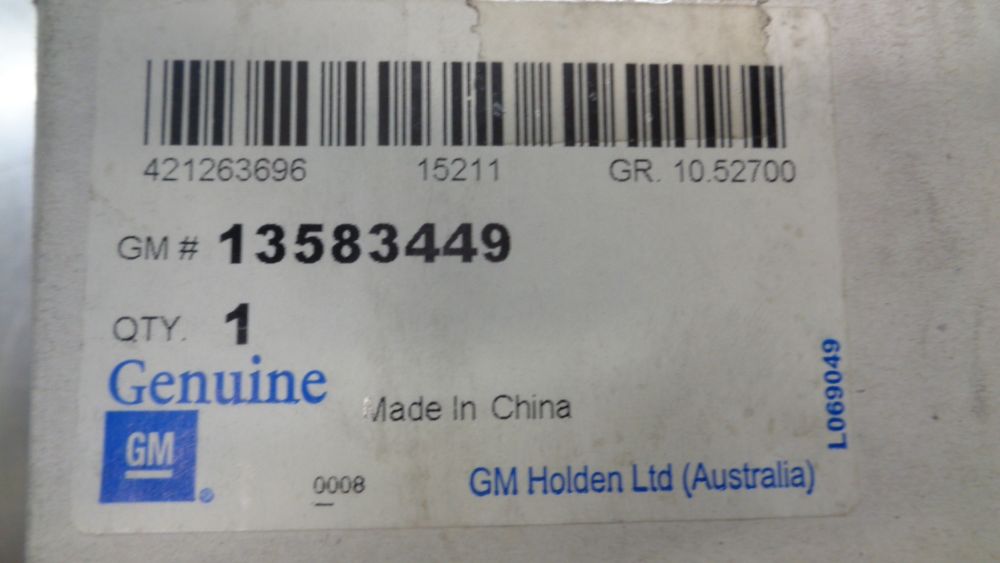 421263696 15211 GR. 10.52700
GM # 13583449
QTY. 1
Genuine
Made In China
GM
®
0008
GM Holden Ltd (Australia)
L069049